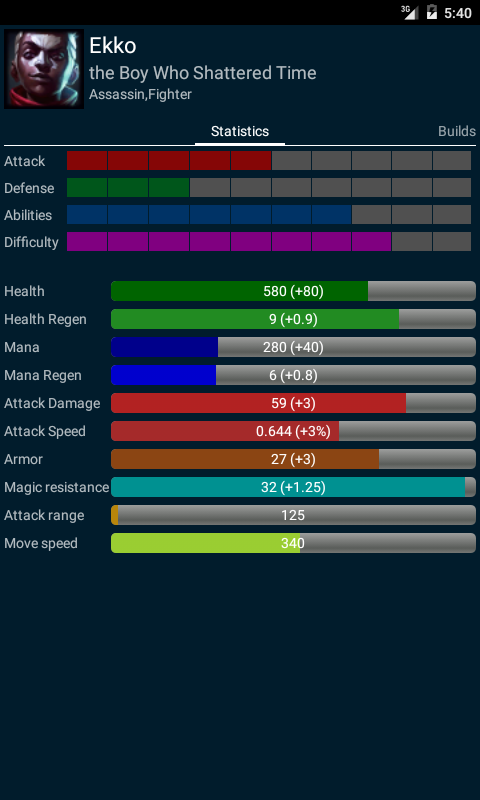 3G 5:40
Ekko
the Boy Who Shattered Time
Assassin,Fighter
Statistics Builds
Attack
Defense
Abilities
Difficulty
Health 580 (+80)
Health Regen 9 (+0.9)
Mana 280 (+40)
Mana Regen 6 (+0.8)
Attack Damage 59 (+3)
Attack Speed 0.644 (+3%)
Armor 27 (+3)
Magic resistance 32 (+1.25)
Attack range 125
Move speed 340